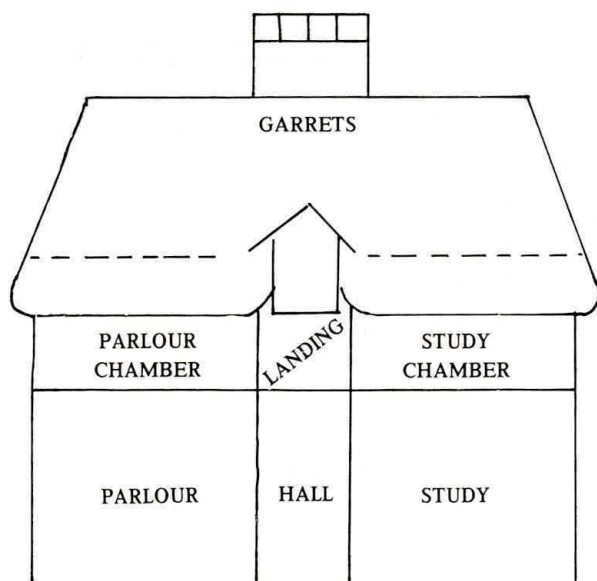 GARRETS
PARLOUR
CHAMBER
LANDING
STUDY
CHAMBER
PARLOUR
HALL
STUDY